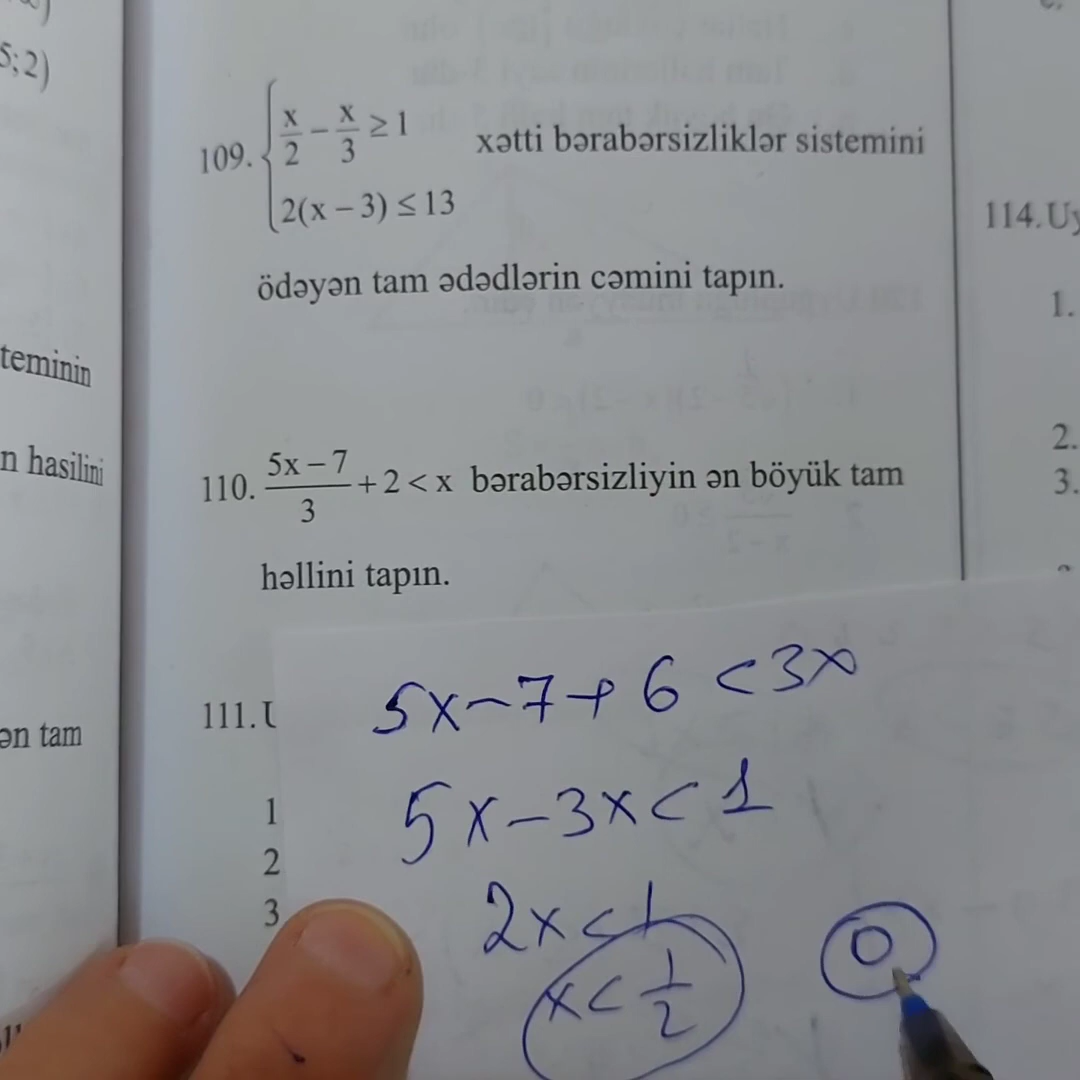 5;2)
teminin
n hasilini
ən tam
109. { x/2 − x/3 ≥ 1
2(x − 3) ≤ 13
xətti bərabərsizliklər sistemini
ödəyən tam ədədlərin cəmini tapın.
110. (5x − 7)/3 + 2 < x bərabərsizliyin ən böyük tam
həllini tapın.
111.
1
2
3
5x − 7 + 6 < 3x
5x − 3x < 1
2x < 1
x < 1/2
0
114. Uy
1.
2.
3.